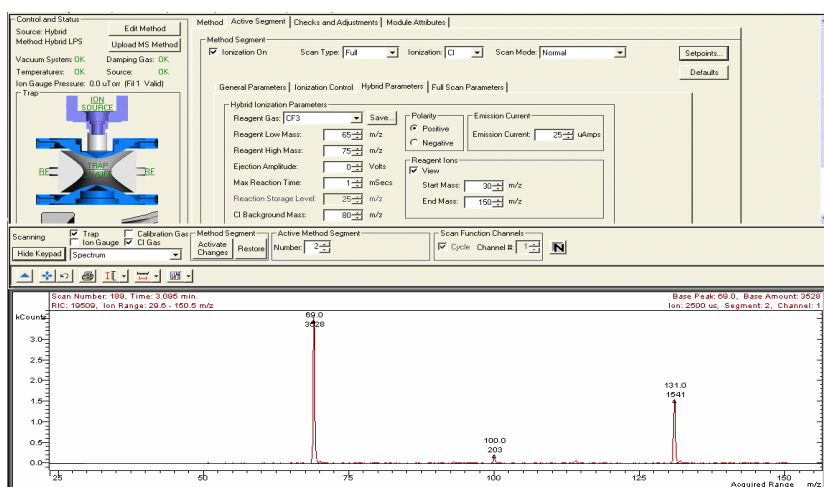 Control and Status
Source: Hybrid
Edit Method
Method: Hybrid LPS
Upload MS Method
Vacuum System: OK Damping Gas: OK
Temperatures: OK Source: OK
Ion Gauge Pressure: 0.0 uTorr (Fil 1 Valid)
Trap
ION
SOURCE
RF TRAP RF
OFF
Method Active Segment Checks and Adjustments Module Attributes
Method Segment
Ionization On Scan Type: Full Ionization: CI Scan Mode: Normal Setpoints...
Defaults
General Parameters Ionization Control Hybrid Parameters Full Scan Parameters
Hybrid Ionization Parameters
Reagent Gas: CF3 Save...
Reagent Low Mass: 65 m/z
Reagent High Mass: 75 m/z
Ejection Amplitude: 0 Volts
Max Reaction Time: 1 mSecs
Reaction Storage Level: 25 m/z
CI Background Mass: 80 m/z
Polarity
Positive
Negative
Emission Current
Emission Current: 25 uAmps
Reagent Ions
View
Start Mass: 30 m/z
End Mass: 150 m/z
Scanning Trap Calibration Gas
Ion Gauge CI Gas
Hide Keypad Spectrum
Method Segment
Activate Changes Restore
Active Method Segment
Number: 2
Scan Function Channels
Cycle Channel #: 1 N
Scan Number: 189, Time: 3.095 min. Base Peak: 69.0, Base Amount: 3528
RIC: 19509, Ion Range: 29.6 - 150.5 m/z Ion: 2500 us, Segment: 2, Channel: 1
kCounts
69.0
3528
3.0
2.5
2.0
131.0
1541
1.5
1.0
100.0
203
0.5
0.0
25 50 75 100 125 150
Acquired Range m/z